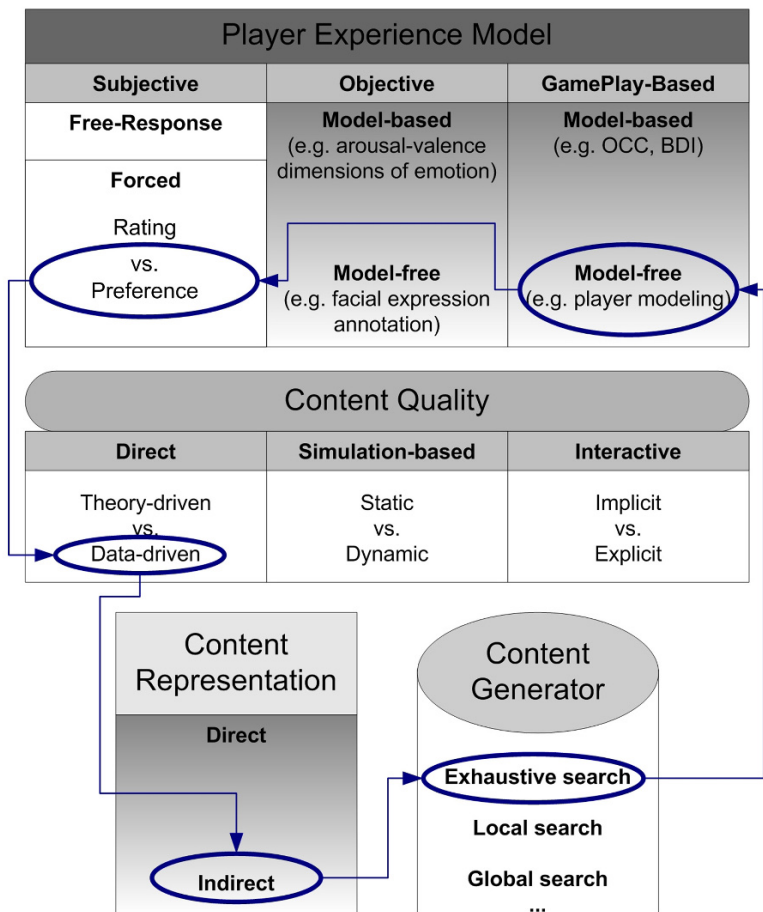 Player Experience Model
Subjective
Objective
GamePlay-Based
Free-Response
Forced
Rating
vs.
Preference
Model-based
(e.g. arousal-valence
dimensions of emotion)
Model-free
(e.g. facial expression
annotation)
Model-based
(e.g. OCC, BDI)
Model-free
(e.g. player modeling)
Content Quality
Direct
Simulation-based
Interactive
Theory-driven
vs.
Data-driven
Static
vs.
Dynamic
Implicit
vs.
Explicit
Content
Representation
Direct
Indirect
Content
Generator
Exhaustive search
Local search
Global search
...